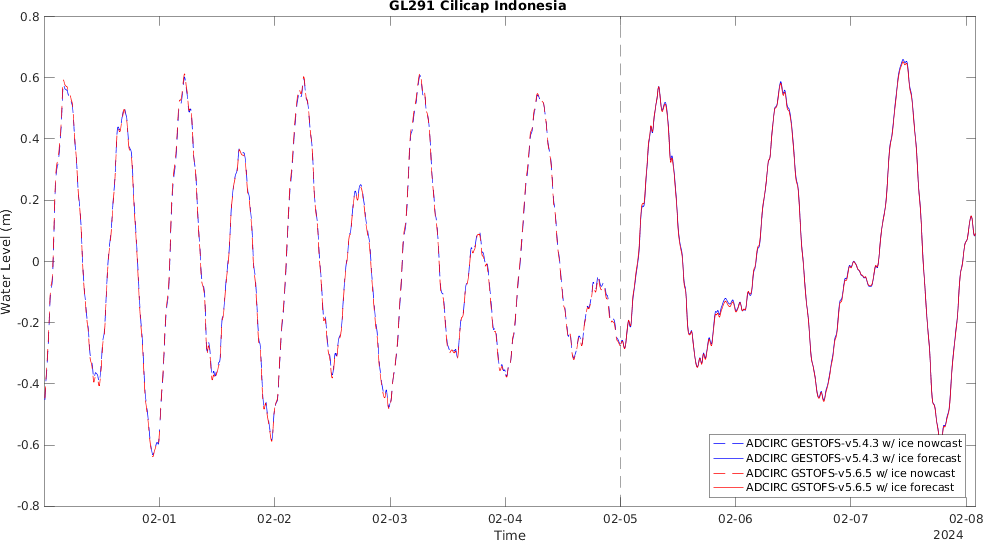 GL291 Cilicap Indonesia
0.8
0.6
0.4
0.2
0
-0.2
-0.4
-0.6
-0.8
Water Level (m)
ADCIRC GESTOFS-v5.4.3 w/ ice nowcast
ADCIRC GESTOFS-v5.4.3 w/ ice forecast
ADCIRC GSTOFS-v5.6.5 w/ ice nowcast
ADCIRC GSTOFS-v5.6.5 w/ ice forecast
02-01 02-02 02-03 02-04 02-05 02-06 02-07 02-08
Time 2024